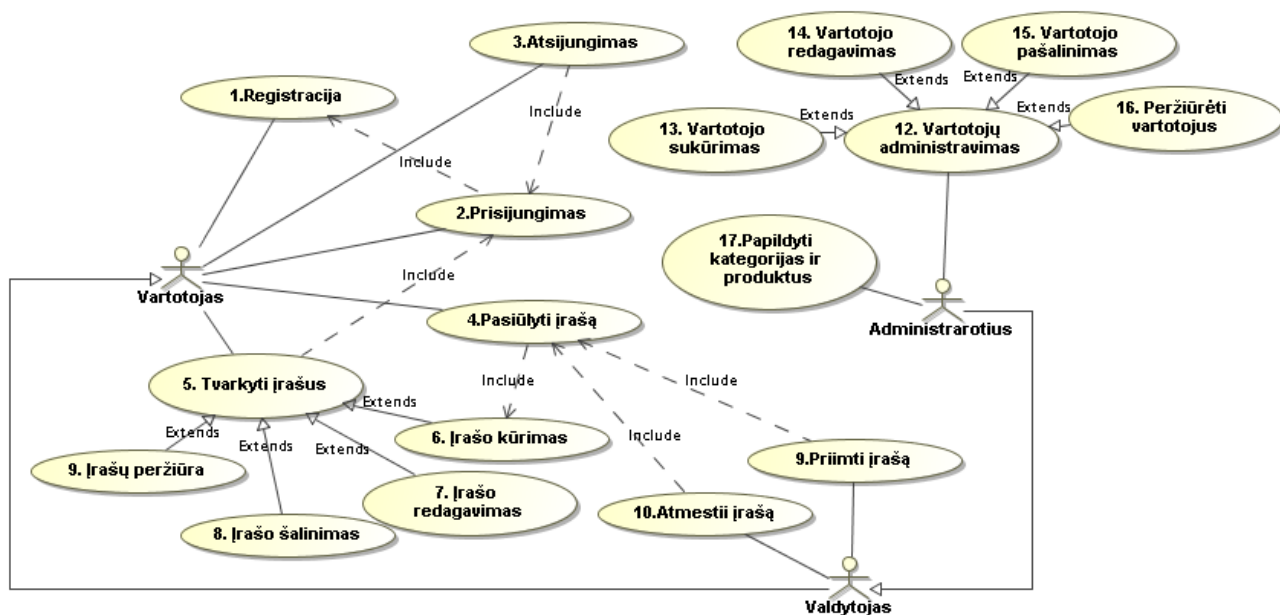 3.Atsijungimas
14. Vartotojo
redagavimas
15. Vartotojo
pašalinimas
Extends
Extends
1.Registracija
Include
Extends
Extends
16. Peržiūrėti
vartotojus
13. Vartotojo
sukūrimas
12. Vartotojų
administravimas
Include
2.Prisijungimas
17.Papildyti
kategorijas ir
produktus
Include
Vartotojas
4.Pasiūlyti įrašą
Administrarotius
5. Tvarkyti įrašus
Include
Include
Extends
Extends
Extends
Extends
6. Įrašo kūrimas
Include
9. Įrašų peržiūra
9.Priimti įrašą
7. Įrašo
redagavimas
10.Atmestii įrašą
8. Įrašo šalinimas
Valdytojas